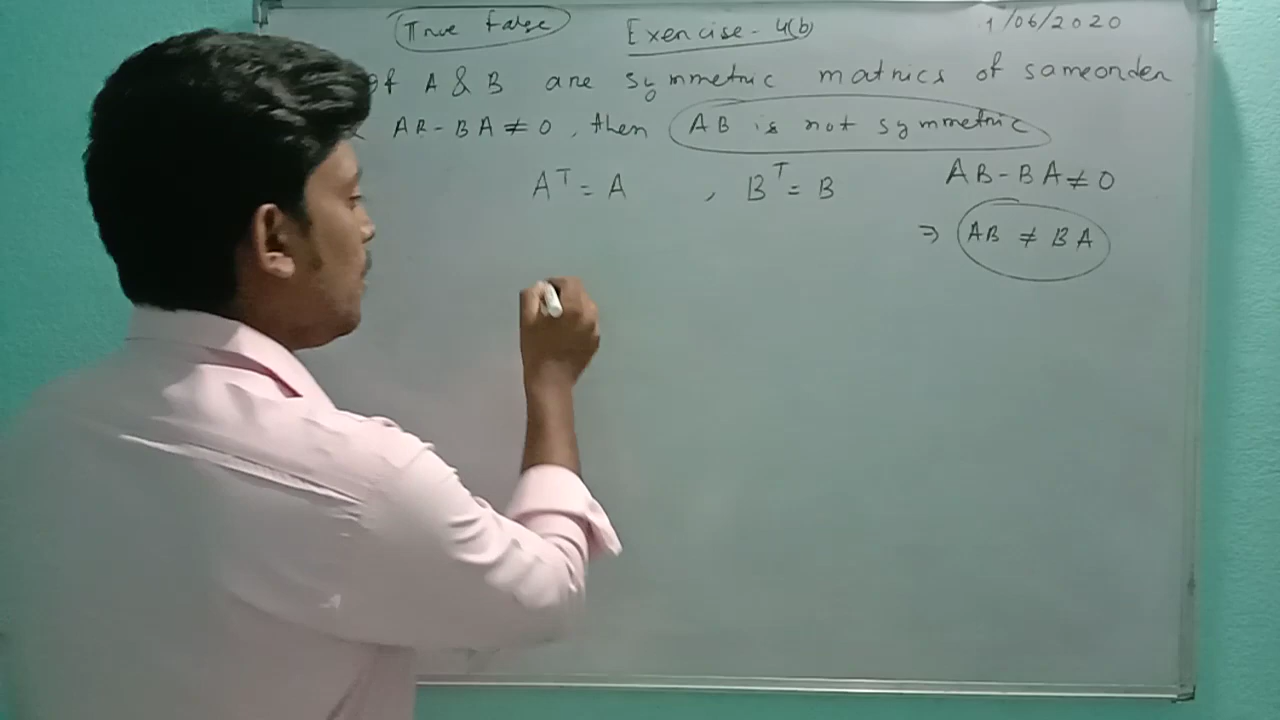 True False Exercise - 4(b) 1/06/2020
If A & B are symmetric matrics of sameorder
AB - BA ≠ 0, then AB is not symmetric
Aᵀ = A , Bᵀ = B AB - BA ≠ 0
⇒ AB ≠ BA